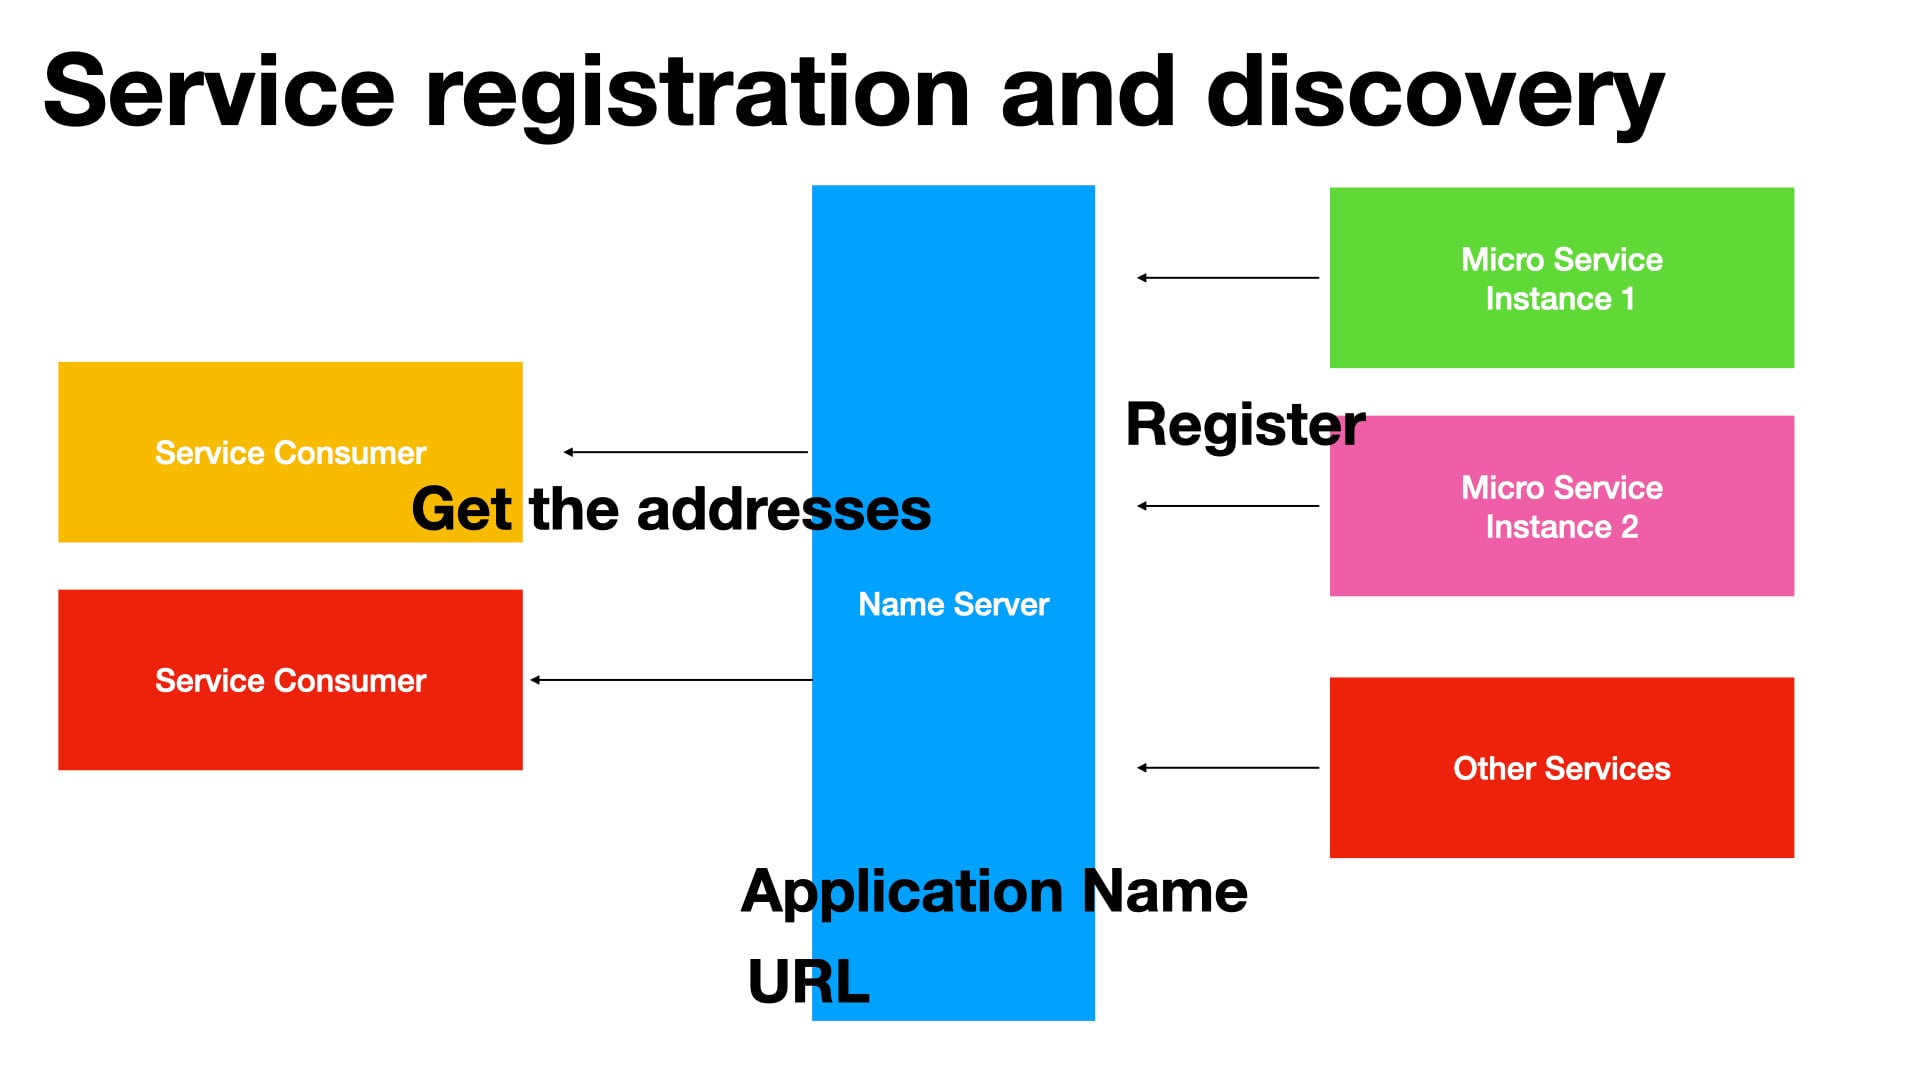 Service registration and discovery
Micro Service
Instance 1
Register
Service Consumer
Get the addresses
Micro Service
Instance 2
Name Server
Service Consumer
Other Services
Application Name
URL